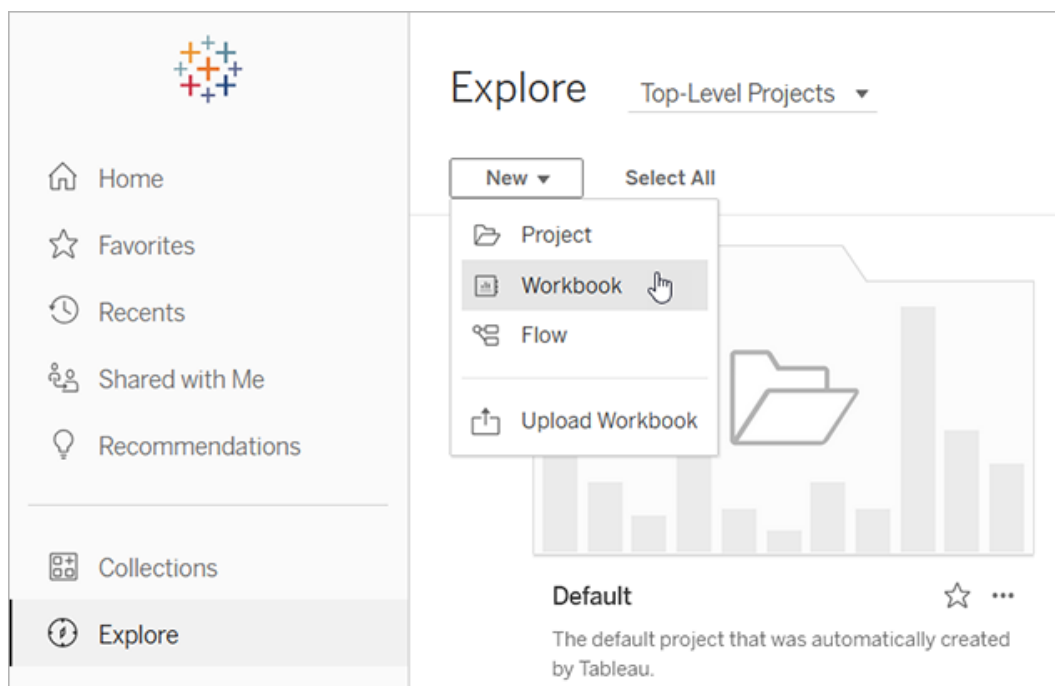 Home
Favorites
Recents
Shared with Me
Recommendations
Collections
Explore
Explore
Top-Level Projects
New
Select All
Project
Workbook
Flow
Upload Workbook
Default
The default project that was automatically created
by Tableau.